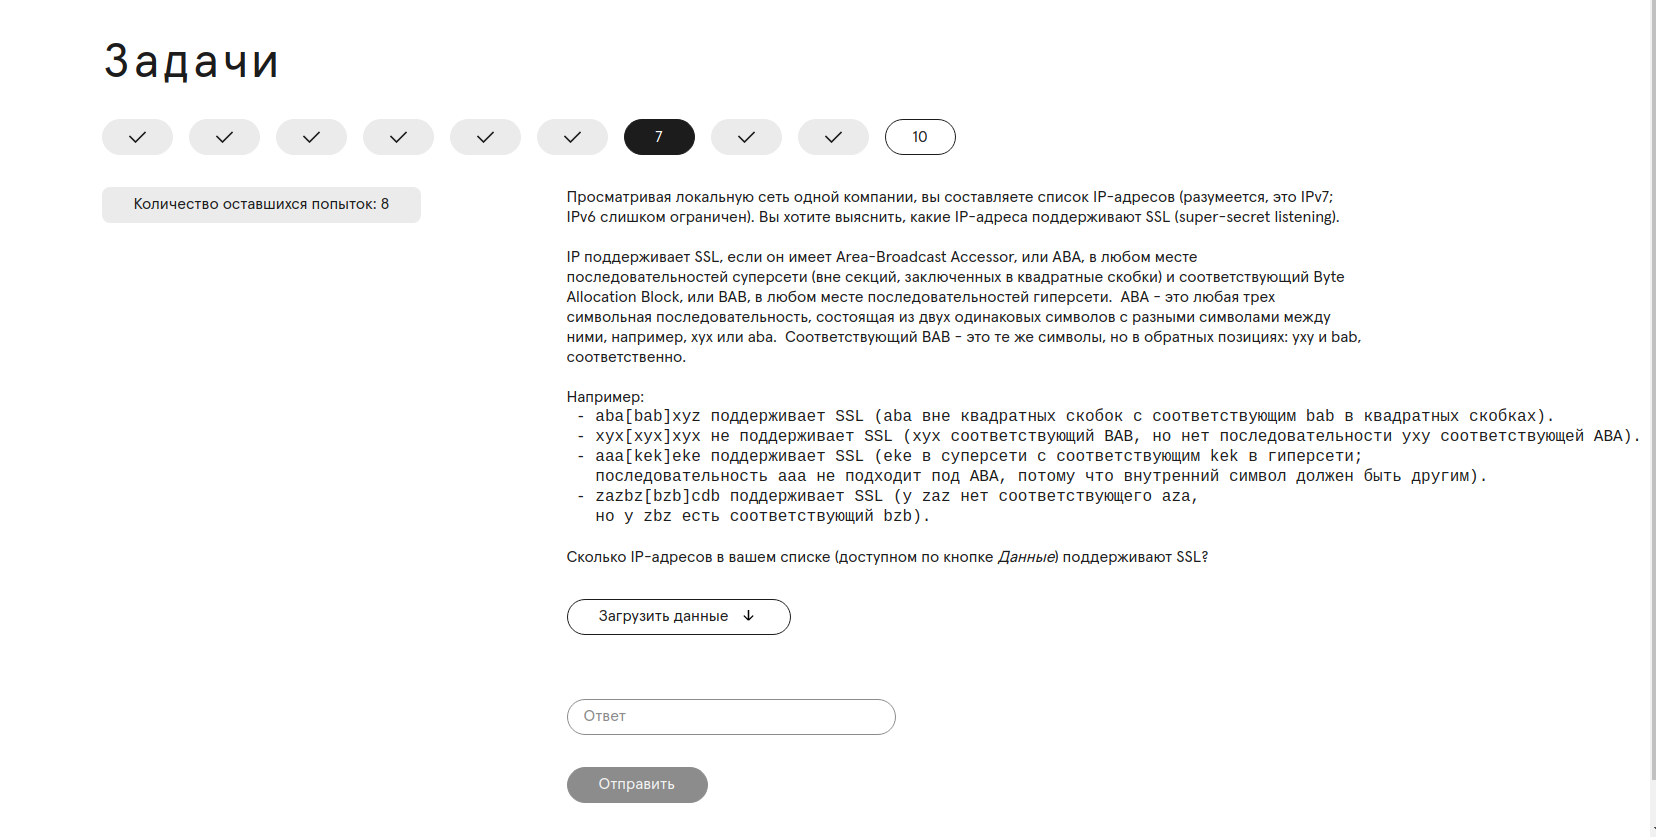 Задачи
7
10
Количество оставшихся попыток: 8
Просматривая локальную сеть одной компании, вы составляете список IP-адресов (разумеется, это IPv7;
IPv6 слишком ограничен). Вы хотите выяснить, какие IP-адреса поддерживают SSL (super-secret listening).
IP поддерживает SSL, если он имеет Area-Broadcast Accessor, или ABA, в любом месте
последовательностей суперсети (вне секций, заключенных в квадратные скобки) и соответствующий Byte
Allocation Block, или BAB, в любом месте последовательностей гиперсети.  ABA - это любая трех
символьная последовательность, состоящая из двух одинаковых символов с разными символами между
ними, например, xyx или aba.  Соответствующий BAB - это те же символы, но в обратных позициях: yxy и bab,
соответственно.
Например:
- aba[bab]xyz поддерживает SSL (aba вне квадратных скобок с соответствующим bab в квадратных скобках).
- xyx[xyx]xyx не поддерживает SSL (xyx соответствующий BAB, но нет последовательности yxy соответствующей ABA).
- aaa[kek]eke поддерживает SSL (eke в суперсети с соответствующим kek в гиперсети;
последовательность aaa не подходит под ABA, потому что внутренний символ должен быть другим).
- zazbz[bzb]cdb поддерживает SSL (у zaz нет соответствующего aza,
но у zbz есть соответствующий bzb).
Сколько IP-адресов в вашем списке (доступном по кнопке Данные) поддерживают SSL?
Загрузить данные
Ответ
Отправить